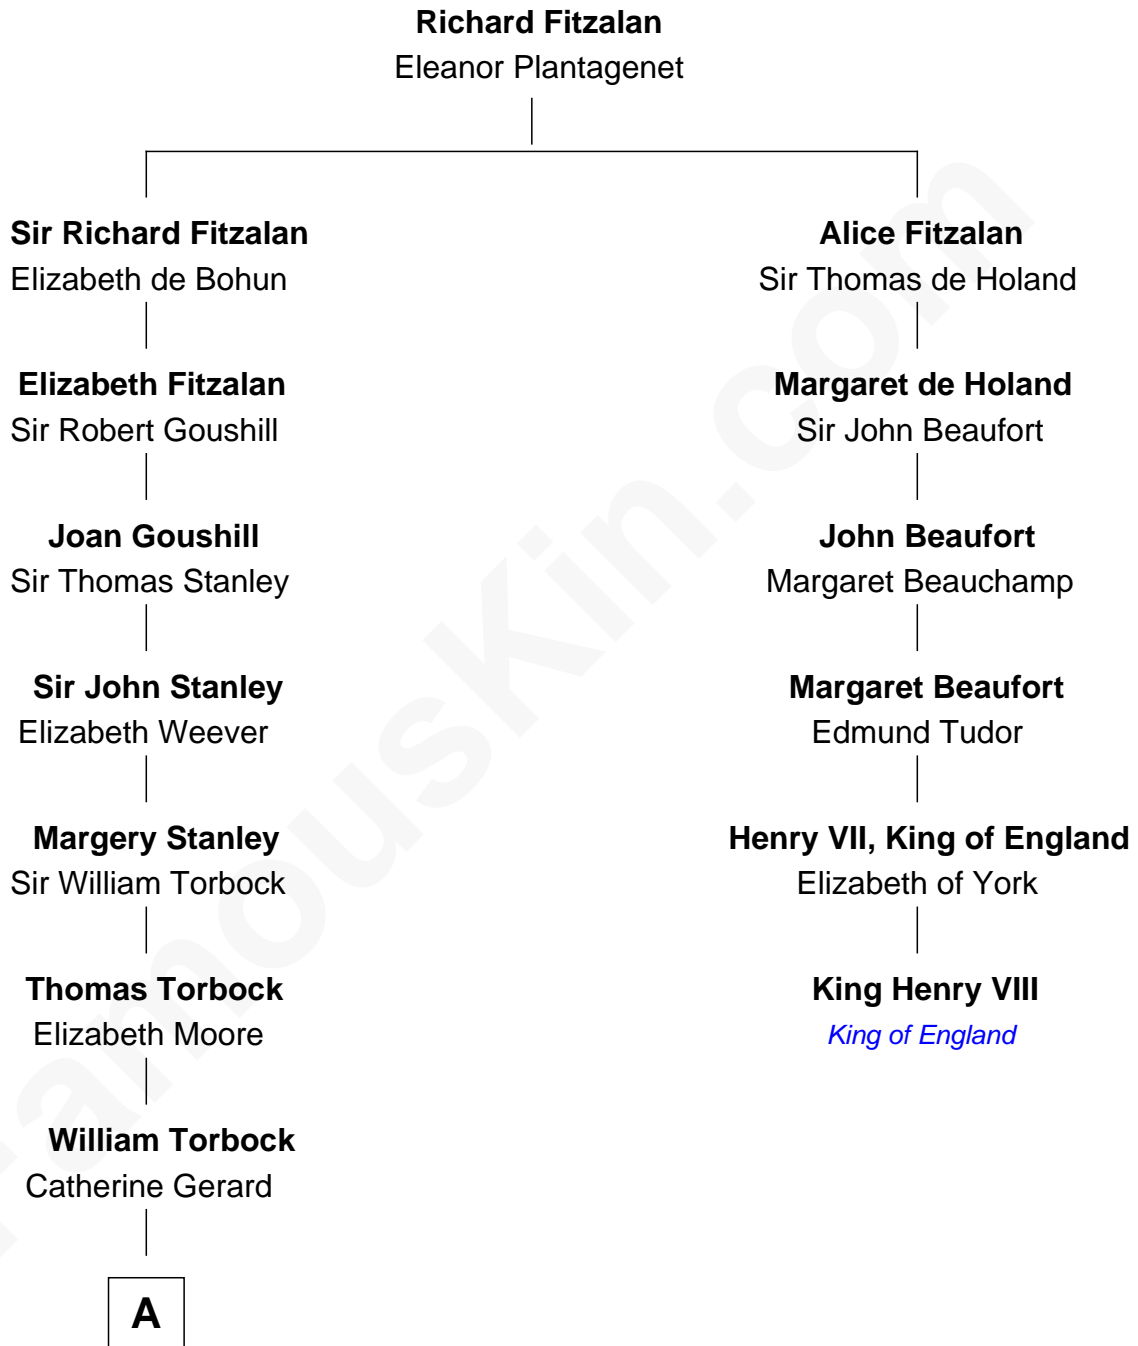 Richard Fitzalan
Eleanor Plantagenet
Sir Richard Fitzalan
Elizabeth de Bohun
Elizabeth Fitzalan
Sir Robert Goushill
Joan Goushill
Sir Thomas Stanley
Sir John Stanley
Elizabeth Weever
Margery Stanley
Sir William Torbock
Thomas Torbock
Elizabeth Moore
William Torbock
Catherine Gerard
A
Alice Fitzalan
Sir Thomas de Holand
Margaret de Holand
Sir John Beaufort
John Beaufort
Margaret Beauchamp
Margaret Beaufort
Edmund Tudor
Henry VII, King of England
Elizabeth of York
King Henry VIII
King of England
FamousKin.com